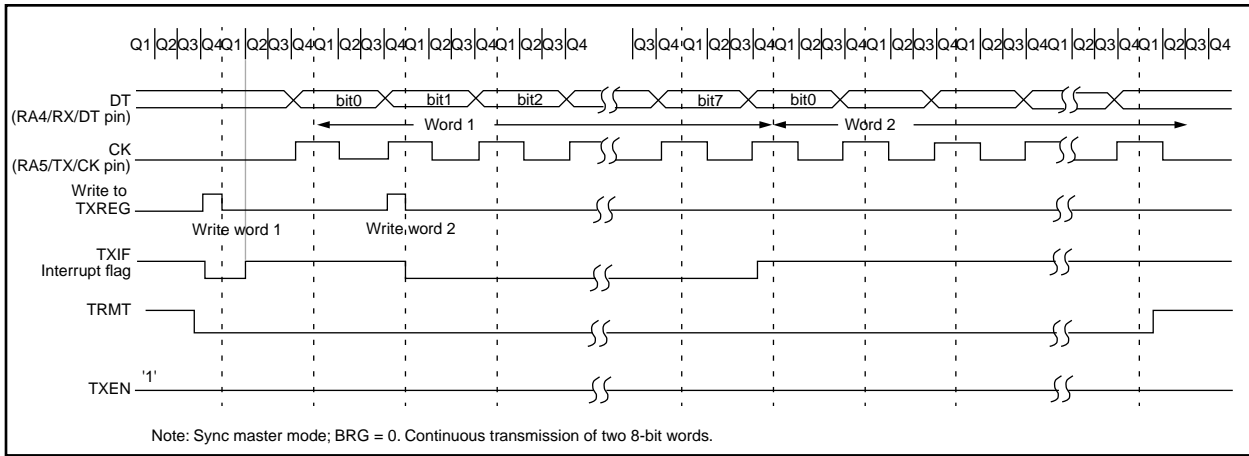 Q1 Q2 Q3 Q4 Q1 Q2 Q3 Q4 Q1 Q2 Q3 Q4 Q1 Q2 Q3 Q4 Q1 Q2 Q3 Q4 Q3 Q4 Q1 Q2 Q3 Q4 Q1 Q2 Q3 Q4 Q1 Q2 Q3 Q4 Q1 Q2 Q3 Q4 Q1 Q2 Q3 Q4 Q1 Q2 Q3 Q4
DT bit0 bit1 bit2 bit7 bit0
(RA4/RX/DT pin)
Word 1 Word 2
CK
(RA5/TX/CK pin)
Write to
TXREG
Write word 1 Write word 2
TXIF
Interrupt flag
TRMT
'1'
TXEN
Note: Sync master mode; BRG = 0. Continuous transmission of two 8-bit words.